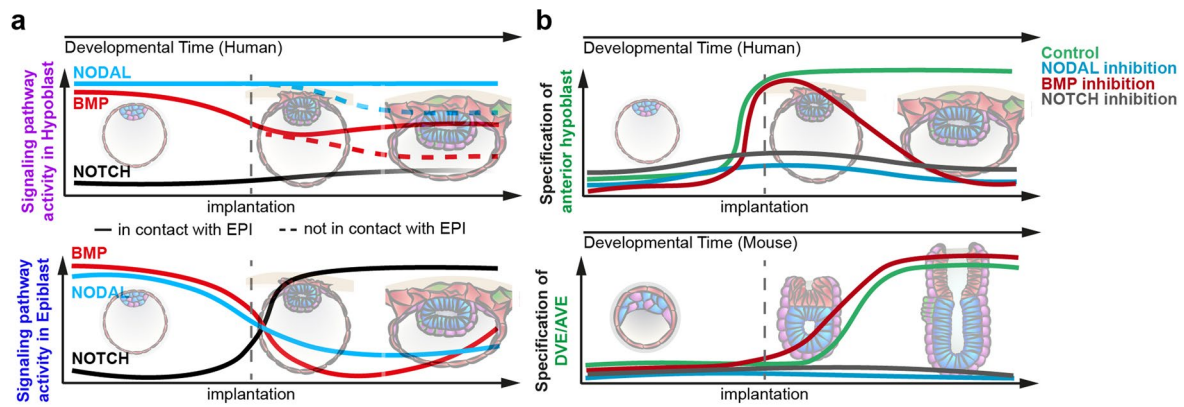 a
Developmental Time (Human)
Signaling pathway
activity in Hypoblast
NODAL
BMP
NOTCH
implantation
in contact with EPI
not in contact with EPI
Signaling pathway
activity in Epiblast
BMP
NODAL
NOTCH
implantation
b
Developmental Time (Human)
Control
NODAL inhibition
BMP inhibition
NOTCH inhibition
Specification of
anterior hypoblast
implantation
Developmental Time (Mouse)
Specification of
DVE/AVE
implantation